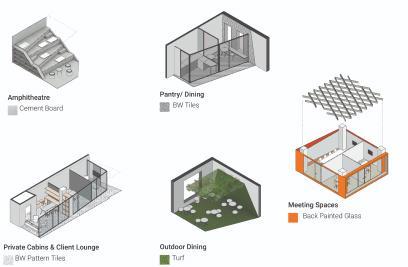 Amphitheatre
Cement Board
Pantry/ Dining
BW Tiles
Meeting Spaces
Back Painted Glass
Private Cabins & Client Lounge
BW Pattern Tiles
Outdoor Dining
Turf